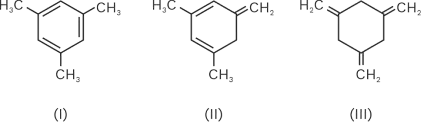 H₃C CH₃ H₃C CH₂ H₂C CH₂
CH₃ CH₃ CH₂
(I) (II) (III)